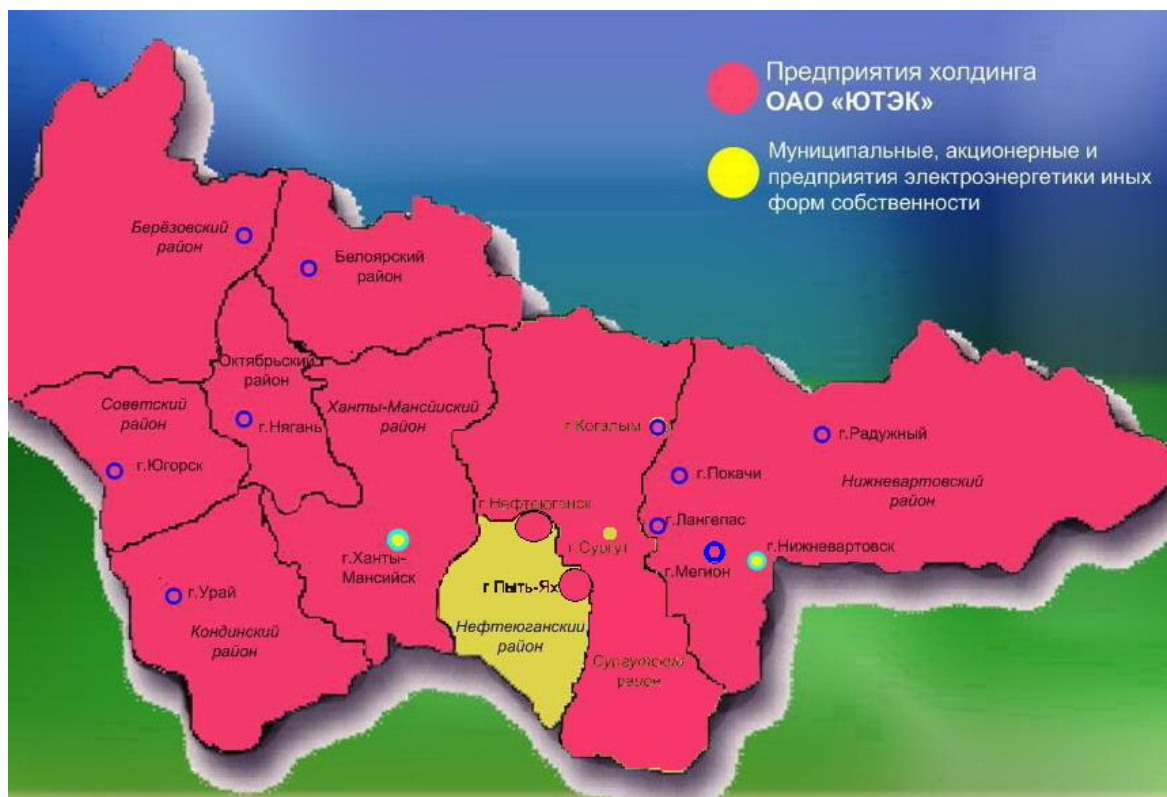 Предприятия холдинга
ОАО «ЮТЭК»
Муниципальные, акционерные и
предприятия электроэнергетики иных
форм собственности
Берёзовский
район
Белоярский
район
Октябрьский
район
Советский
район
Ханты-Мансйиский
район
г.Нягань
г.Когалым
г.Радужный
г.Югорск
г.Покачи
Нижневартовский
район
г.Нефтеюганск
г.Лангепас
г.Сургут
г.Нижневартовск
г.Ханты-
Мансийск
г.Мегион
г.Урай
г Пыть-Ях
Кондинский
район
Нефтеюганский
район
Сургутский
район